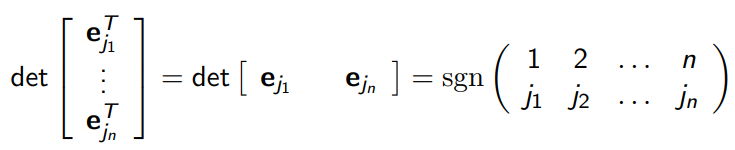 det [ e_{j_1}^T ⋮ e_{j_n}^T ] = det [ e_{j_1} e_{j_n} ] = sgn ( 1 2 … n
j_1 j_2 … j_n )